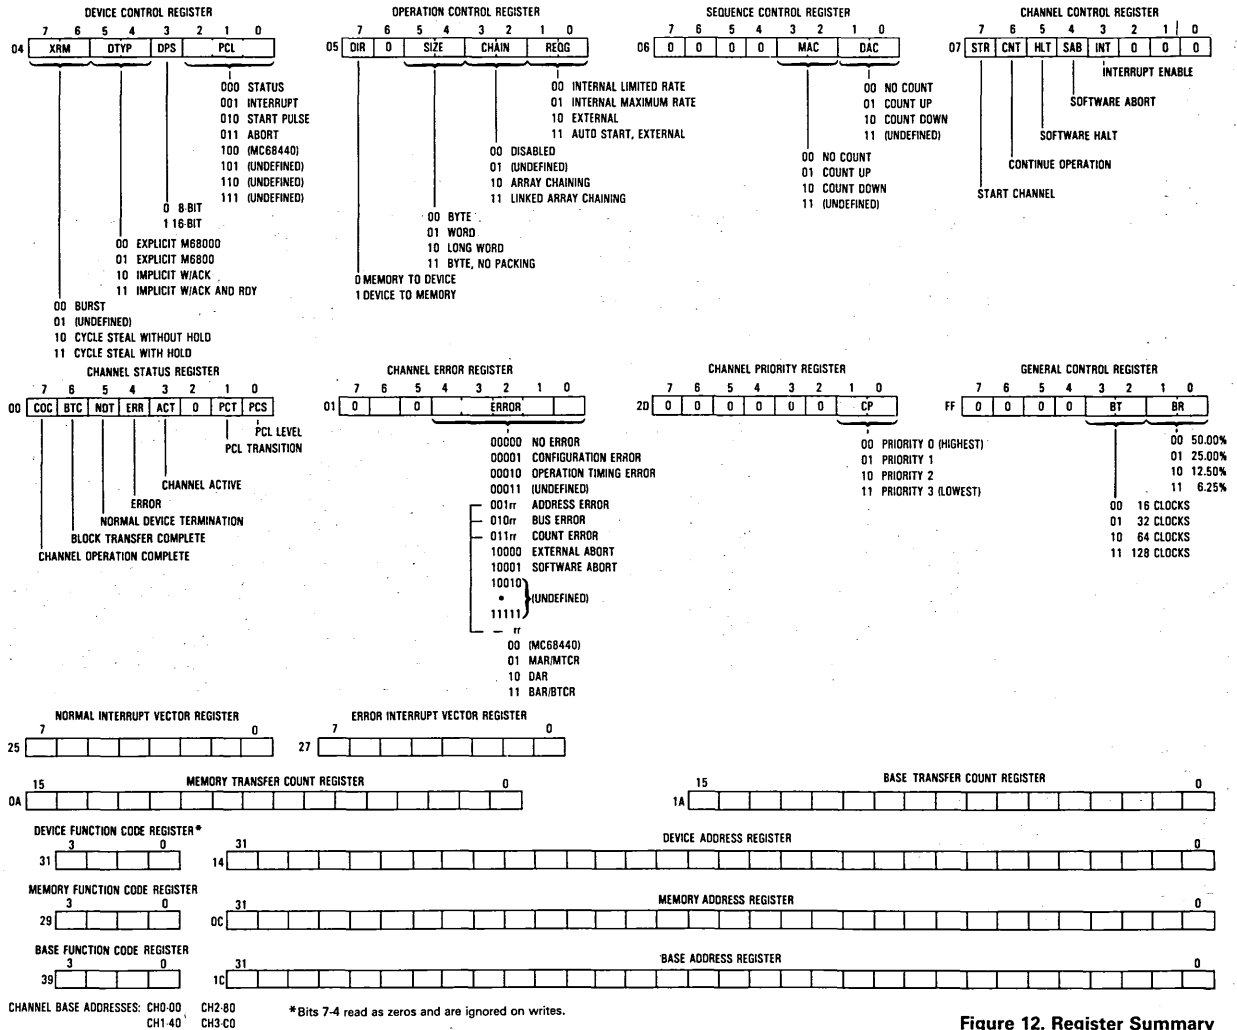 DEVICE CONTROL REGISTER
7 6 5 4 3 2 1 0
04 XRM DTYP DPS PCL
000 STATUS
001 INTERRUPT
010 START PULSE
011 ABORT
100 (MC68440)
101 (UNDEFINED)
110 (UNDEFINED)
111 (UNDEFINED)
0 8-BIT
1 16-BIT
00 EXPLICIT M68000
01 EXPLICIT M6800
10 IMPLICIT W/ACK
11 IMPLICIT W/ACK AND RDY
00 BURST
01 (UNDEFINED)
10 CYCLE STEAL WITHOUT HOLD
11 CYCLE STEAL WITH HOLD
OPERATION CONTROL REGISTER
7 6 5 4 3 2 1 0
05 DIR 0 SIZE CHAIN REQG
00 INTERNAL LIMITED RATE
01 INTERNAL MAXIMUM RATE
10 EXTERNAL
11 AUTO START, EXTERNAL
00 DISABLED
01 (UNDEFINED)
10 ARRAY CHAINING
11 LINKED ARRAY CHAINING
00 BYTE
01 WORD
10 LONG WORD
11 BYTE, NO PACKING
0 MEMORY TO DEVICE
1 DEVICE TO MEMORY
SEQUENCE CONTROL REGISTER
7 6 5 4 3 2 1 0
06 0 0 0 0 MAC DAC
00 NO COUNT
01 COUNT UP
10 COUNT DOWN
11 (UNDEFINED)
00 NO COUNT
01 COUNT UP
10 COUNT DOWN
11 (UNDEFINED)
CHANNEL CONTROL REGISTER
7 6 5 4 3 2 1 0
07 STR CNT HLT SAB INT 0 0 0
INTERRUPT ENABLE
SOFTWARE ABORT
SOFTWARE HALT
CONTINUE OPERATION
START CHANNEL
CHANNEL STATUS REGISTER
7 6 5 4 3 2 1 0
00 COC BTC NDT ERR ACT 0 PCT PCS
PCL LEVEL
PCL TRANSITION
CHANNEL ACTIVE
ERROR
NORMAL DEVICE TERMINATION
BLOCK TRANSFER COMPLETE
CHANNEL OPERATION COMPLETE
CHANNEL ERROR REGISTER
7 6 5 4 3 2 1 0
01 0 0 ERROR
00000 NO ERROR
00001 CONFIGURATION ERROR
00010 OPERATION TIMING ERROR
00011 (UNDEFINED)
001rr ADDRESS ERROR
010rr BUS ERROR
011rr COUNT ERROR
10000 EXTERNAL ABORT
10001 SOFTWARE ABORT
10010
• (UNDEFINED)
11111
rr
00 (MC68440)
01 MAR/MTCR
10 DAR
11 BAR/BTCR
CHANNEL PRIORITY REGISTER
7 6 5 4 3 2 1 0
2D 0 0 0 0 0 0 CP
00 PRIORITY 0 (HIGHEST)
01 PRIORITY 1
10 PRIORITY 2
11 PRIORITY 3 (LOWEST)
GENERAL CONTROL REGISTER
7 6 5 4 3 2 1 0
FF 0 0 0 0 BT BR
00 50.00%
01 25.00%
10 12.50%
11 6.25%
00 16 CLOCKS
01 32 CLOCKS
10 64 CLOCKS
11 128 CLOCKS
NORMAL INTERRUPT VECTOR REGISTER
7 0
25
ERROR INTERRUPT VECTOR REGISTER
7 0
27
MEMORY TRANSFER COUNT REGISTER
15 0
0A
BASE TRANSFER COUNT REGISTER
15 0
1A
DEVICE FUNCTION CODE REGISTER*
3 0
31
DEVICE ADDRESS REGISTER
31 0
14
MEMORY FUNCTION CODE REGISTER
3 0
29
MEMORY ADDRESS REGISTER
31 0
0C
BASE FUNCTION CODE REGISTER
3 0
39
BASE ADDRESS REGISTER
31 0
1C
CHANNEL BASE ADDRESSES: CH0-00 CH2-80
CH1-40 CH3-C0
*Bits 7-4 read as zeros and are ignored on writes.
Figure 12. Register Summary